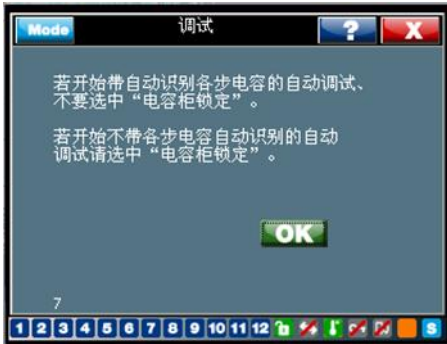 Mode 调试 ? X
若开始带自动识别各步电容的自动调试、
不要选中“电容柜锁定”。
若开始不带各步电容自动识别的自动
调试请选中“电容柜锁定”。
OK
7
1 2 3 4 5 6 7 8 9 10 11 12 S